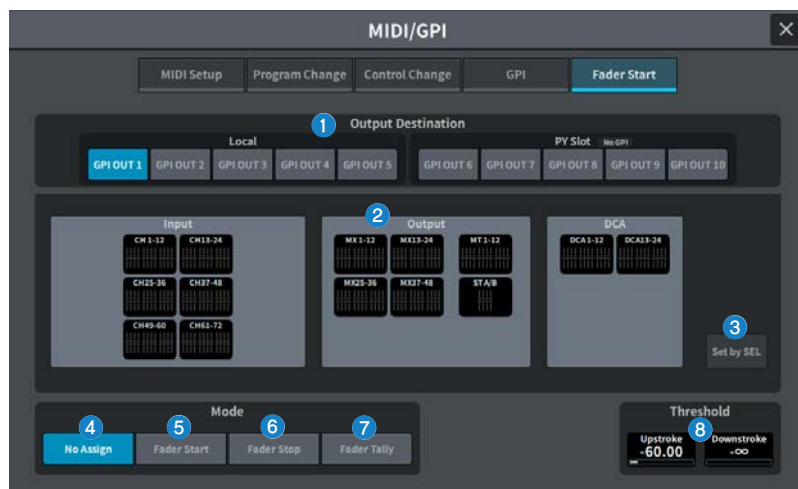 MIDI/GPI
MIDI Setup Program Change Control Change GPI Fader Start
1 Output Destination
Local PY Slot No GPI
GPI OUT 1 GPI OUT 2 GPI OUT 3 GPI OUT 4 GPI OUT 5 GPI OUT 6 GPI OUT 7 GPI OUT 8 GPI OUT 9 GPI OUT 10
2
Input Output DCA
CH 1-12 CH13-24 MX 1-12 MX13-24 MT 1-12 DCA 1-12 DCA13-24
CH25-36 CH37-48 MX25-36 MX37-48 ST A/B
CH49-60 CH61-72
3
Set by SEL
Mode Threshold
4 5 6 7 8
No Assign Fader Start Fader Stop Fader Tally
Upstroke Downstroke
-60.00 -∞